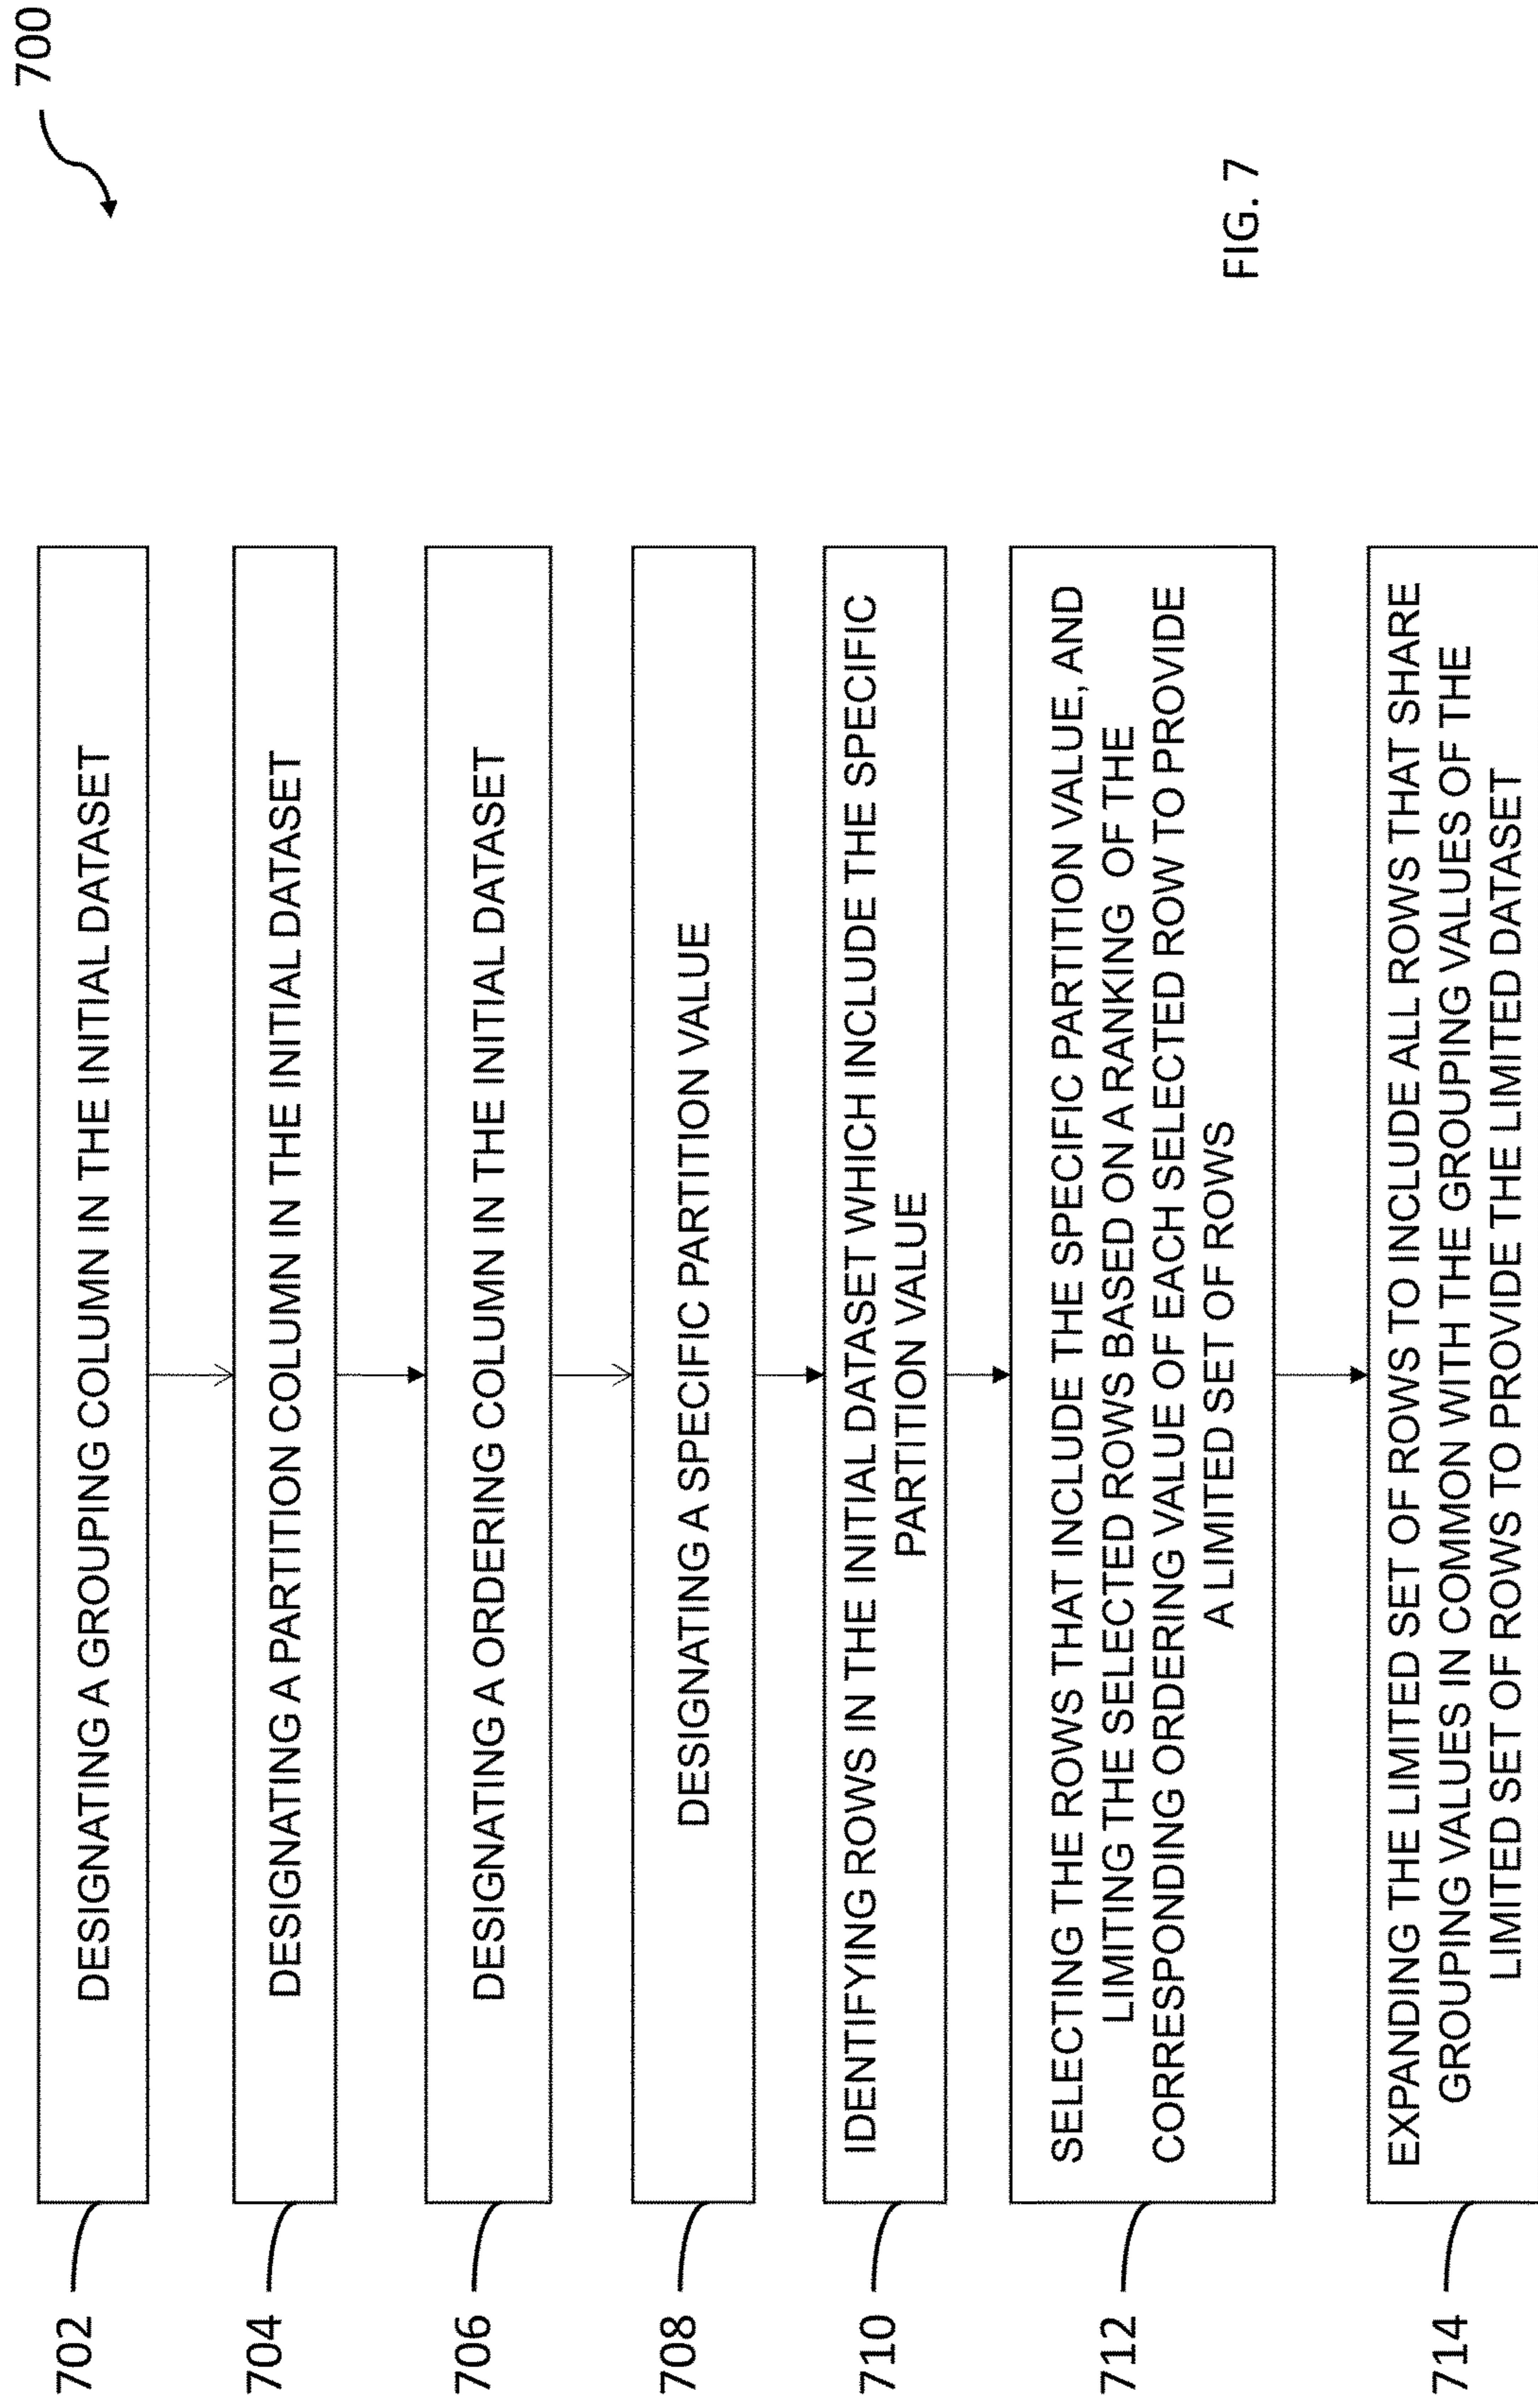 700
702
DESIGNATING A GROUPING COLUMN IN THE INITIAL DATASET
704
DESIGNATING A PARTITION COLUMN IN THE INITIAL DATASET
706
DESIGNATING A ORDERING COLUMN IN THE INITIAL DATASET
708
DESIGNATING A SPECIFIC PARTITION VALUE
710
IDENTIFYING ROWS IN THE INITIAL DATASET WHICH INCLUDE THE SPECIFIC
PARTITION VALUE
712
SELECTING THE ROWS THAT INCLUDE THE SPECIFIC PARTITION VALUE, AND
LIMITING THE SELECTED ROWS BASED ON A RANKING OF THE
CORRESPONDING ORDERING VALUE OF EACH SELECTED ROW TO PROVIDE
A LIMITED SET OF ROWS
714
EXPANDING THE LIMITED SET OF ROWS TO INCLUDE ALL ROWS THAT SHARE
GROUPING VALUES IN COMMON WITH THE GROUPING VALUES OF THE
LIMITED SET OF ROWS TO PROVIDE THE LIMITED DATASET
FIG. 7